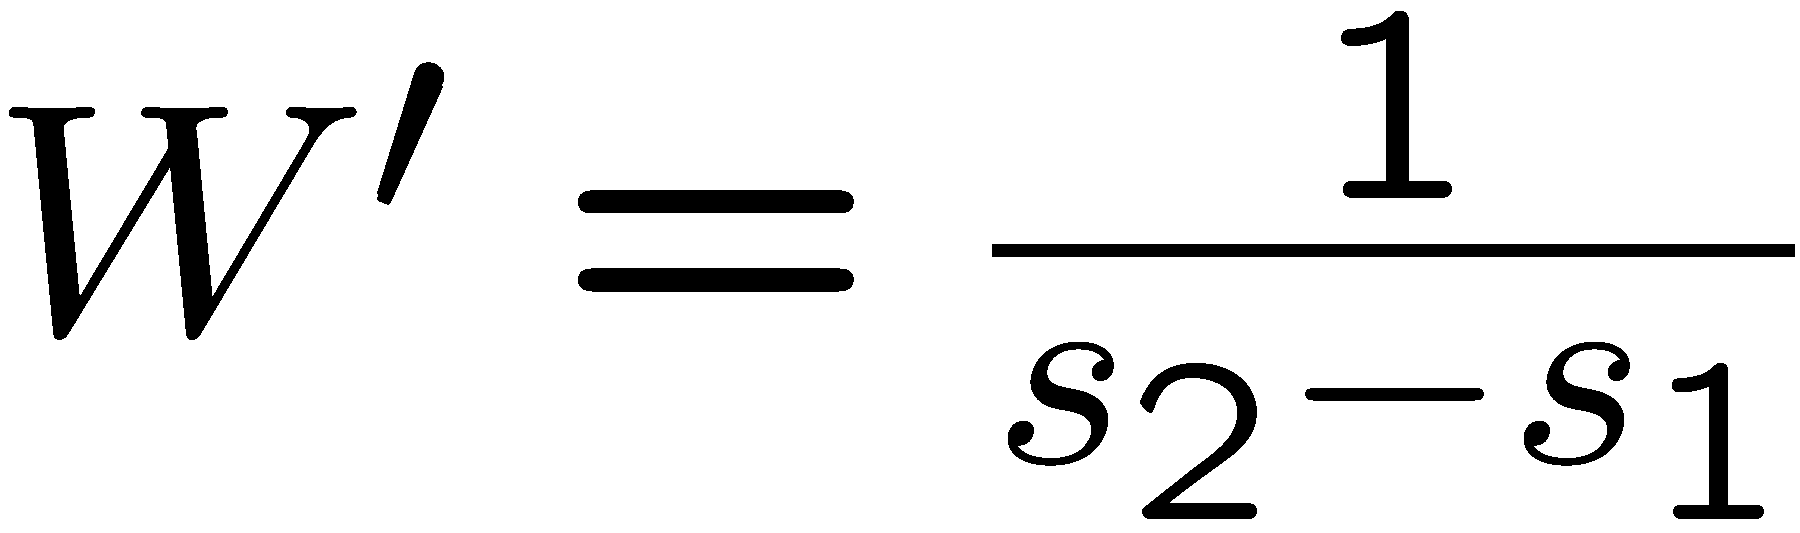 W′ = \frac{1}{s_2 − s_1}